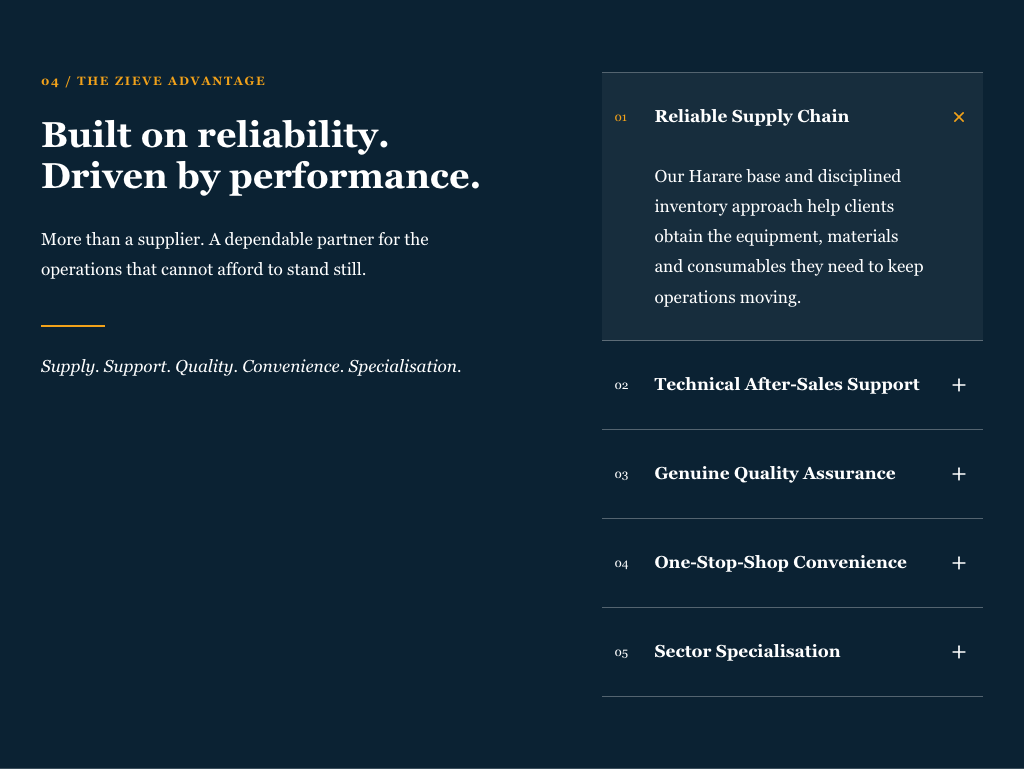 04 / THE ZIEVE ADVANTAGE
Built on reliability.
Driven by performance.
More than a supplier. A dependable partner for the
operations that cannot afford to stand still.
Supply. Support. Quality. Convenience. Specialisation.
01 Reliable Supply Chain ×
Our Harare base and disciplined
inventory approach help clients
obtain the equipment, materials
and consumables they need to keep
operations moving.
02 Technical After-Sales Support +
03 Genuine Quality Assurance +
04 One-Stop-Shop Convenience +
05 Sector Specialisation +